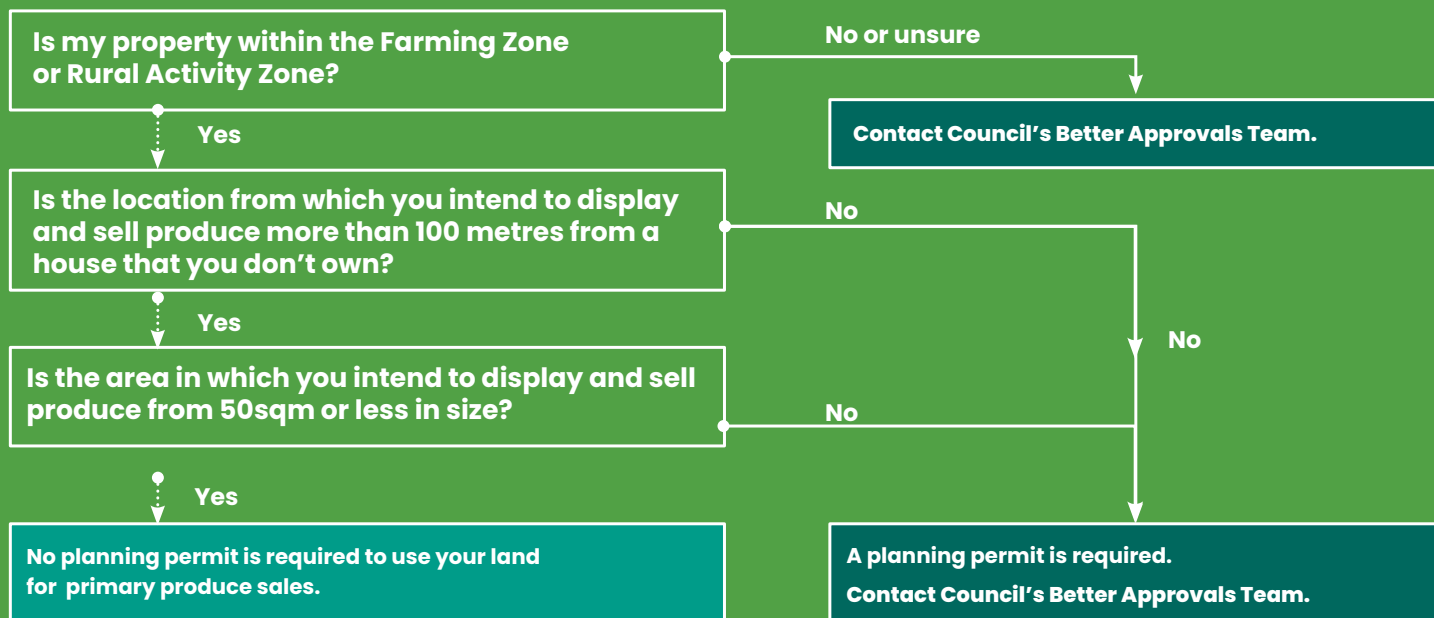 Is my property within the Farming Zone
or Rural Activity Zone?
No or unsure
Contact Council’s Better Approvals Team.
Yes
Is the location from which you intend to display
and sell produce more than 100 metres from a
house that you don’t own?
No
Yes
No
Is the area in which you intend to display and sell
produce from 50sqm or less in size?
No
Yes
No planning permit is required to use your land
for primary produce sales.
A planning permit is required.
Contact Council’s Better Approvals Team.